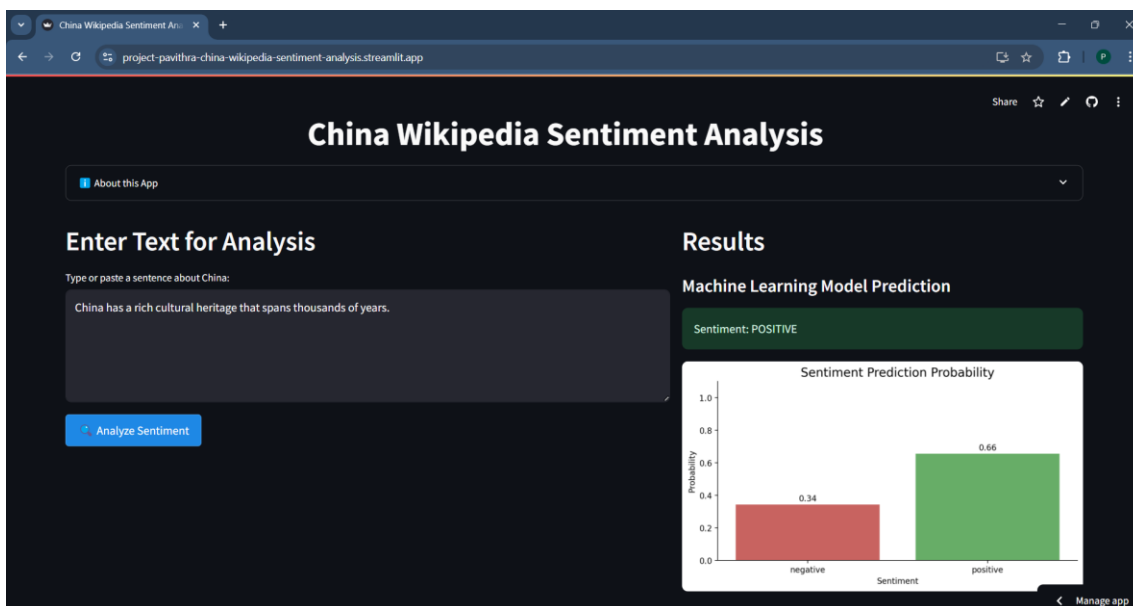 China Wikipedia Sentiment Ana
project-pavithra-china-wikipedia-sentiment-analysis.streamlit.app
P
Share
China Wikipedia Sentiment Analysis
i About this App
Enter Text for Analysis
Type or paste a sentence about China:
China has a rich cultural heritage that spans thousands of years.
Analyze Sentiment
Results
Machine Learning Model Prediction
Sentiment: POSITIVE
Sentiment Prediction Probability
1.0
0.8
0.6
0.4
0.2
0.0
Probability
0.34
0.66
negative
positive
Sentiment
Manage app